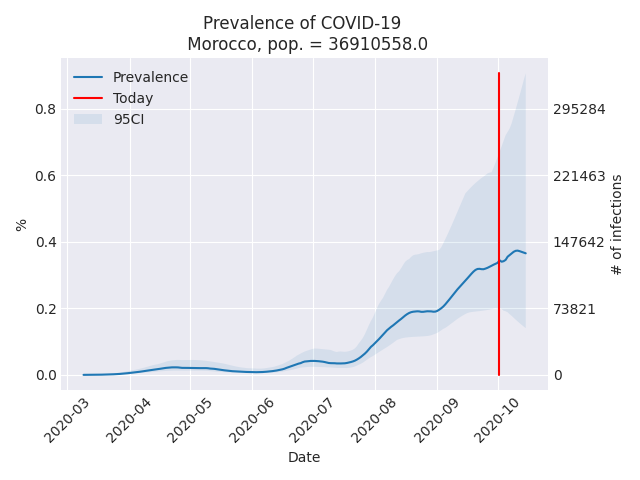 Prevalence of COVID-19
Morocco, pop. = 36910558.0
Prevalence
Today
95CI
%
0.8
0.6
0.4
0.2
0.0
295284
221463
147642
73821
0
# of infections
2020-03
2020-04
2020-05
2020-06
2020-07
2020-08
2020-09
2020-10
Date